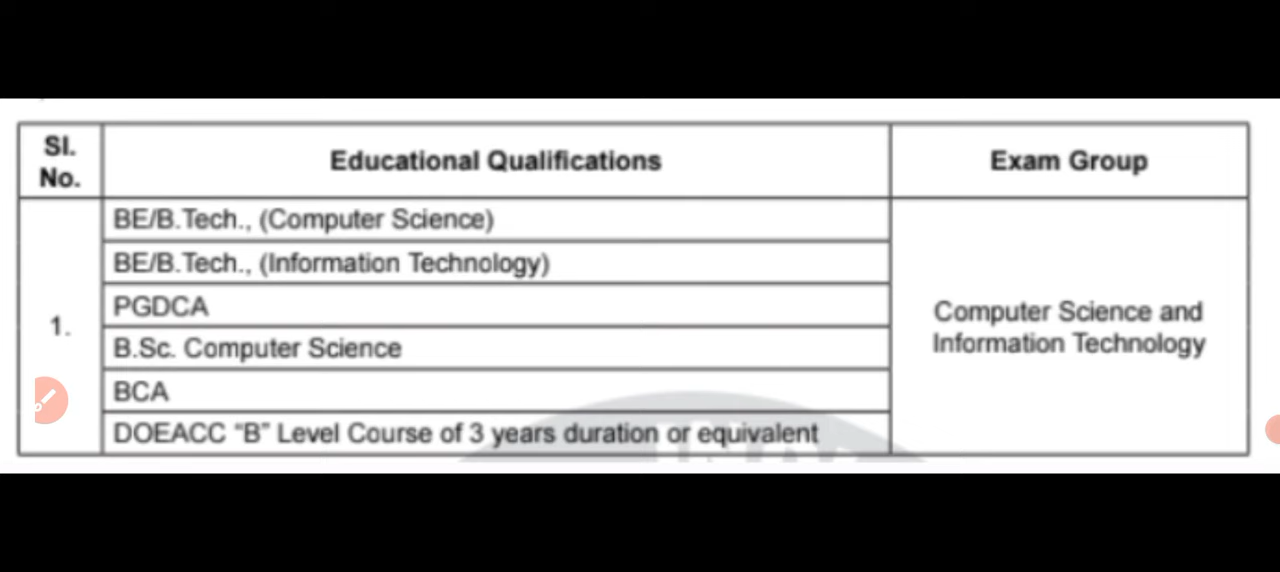 Sl.
No.
Educational Qualifications
Exam Group
1.
BE/B.Tech., (Computer Science)
BE/B.Tech., (Information Technology)
PGDCA
B.Sc. Computer Science
BCA
DOEACC “B” Level Course of 3 years duration or equivalent
Computer Science and
Information Technology